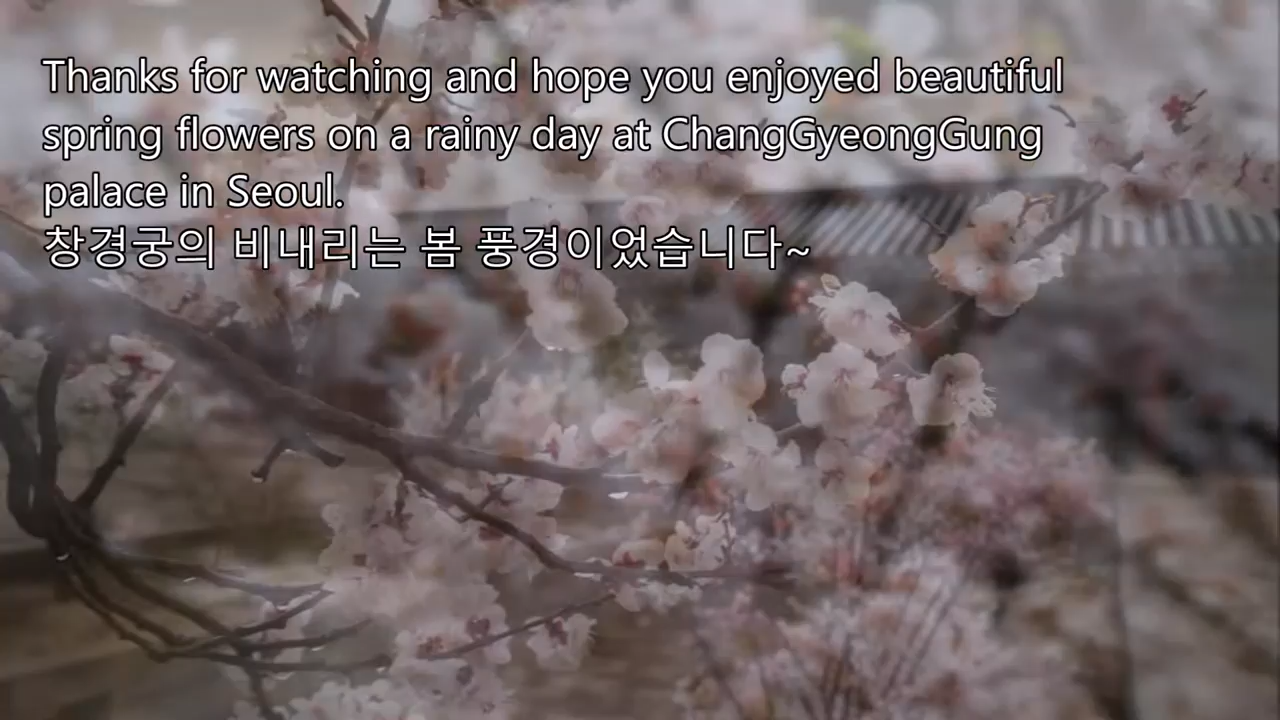 Thanks for watching and hope you enjoyed beautiful
spring flowers on a rainy day at ChangGyeongGung
palace in Seoul.
창경궁의 비내리는 봄 풍경이었습니다~